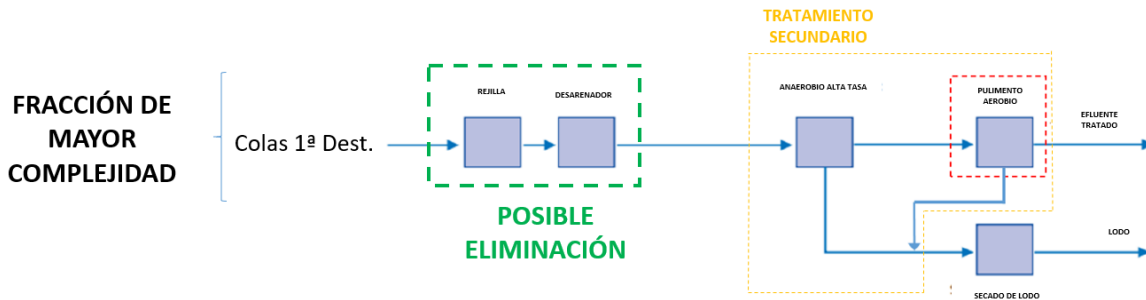 TRATAMIENTO
SECUNDARIO
FRACCIÓN DE
MAYOR
COMPLEJIDAD
Colas 1ª Dest.
REJILLA
DESARENADOR
POSIBLE
ELIMINACIÓN
ANAEROBIO ALTA TASA
PULIMENTO
AEROBIO
EFLUENTE
TRATADO
LODO
SECADO DE LODO